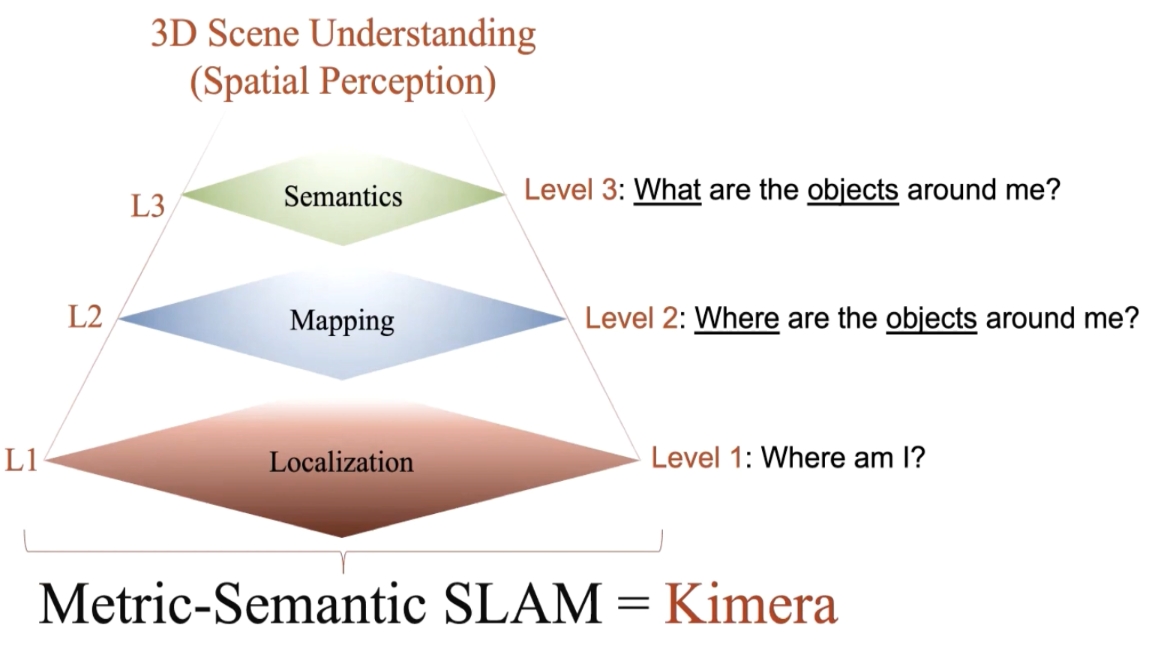 3D Scene Understanding
(Spatial Perception)
L3
Semantics
Level 3: What are the objects around me?
L2
Mapping
Level 2: Where are the objects around me?
L1
Localization
Level 1: Where am I?
Metric-Semantic SLAM = Kimera